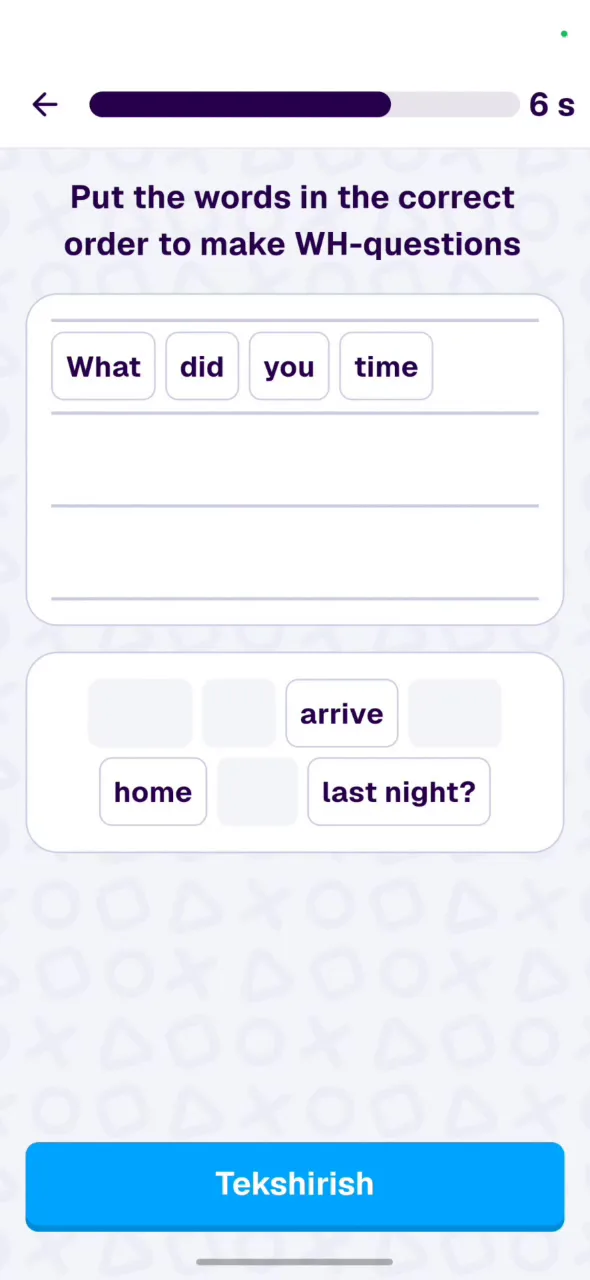 6 s
Put the words in the correct
order to make WH-questions
What did you time
arrive
home last night?
Tekshirish